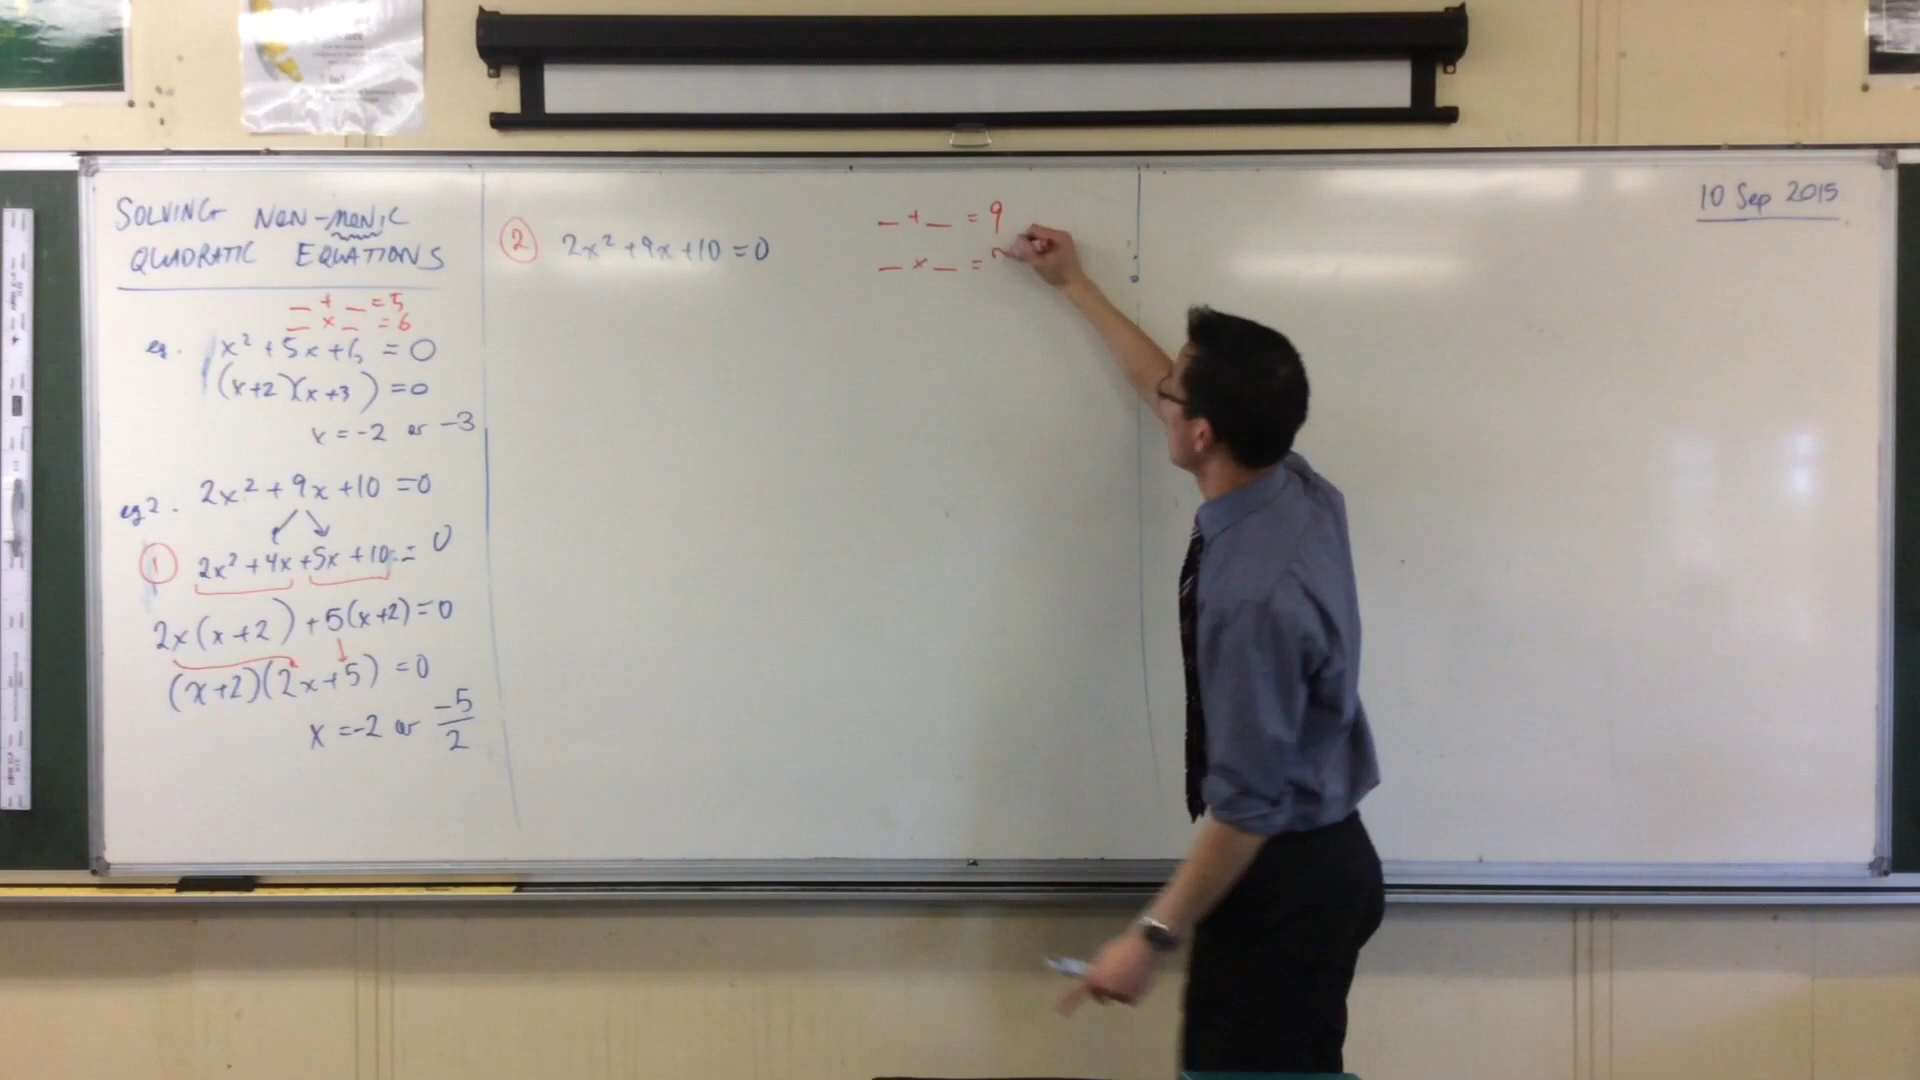 SOLVING NON-MONIC
QUADRATIC EQUATIONS
_ + _ = 5
_ × _ = 6
eg. x² + 5x + 6 = 0
(x+2)(x+3) = 0
x = -2 or -3
eg 2. 2x² + 9x + 10 = 0
① 2x² + 4x + 5x + 10 = 0
2x(x+2) + 5(x+2) = 0
(x+2)(2x+5) = 0
x = -2 or -5/2
② 2x² + 9x + 10 = 0
_ + _ = 9
_ × _ =
10 Sep 2015